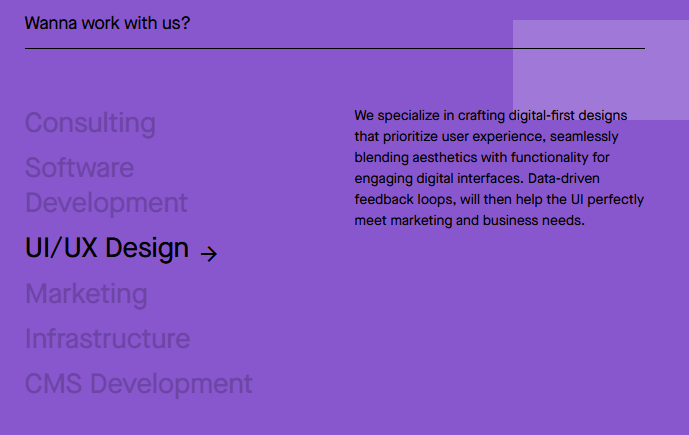 Wanna work with us?
Consulting
Software
Development
UI/UX Design →
Marketing
Infrastructure
CMS Development
We specialize in crafting digital-first designs
that prioritize user experience, seamlessly
blending aesthetics with functionality for
engaging digital interfaces. Data-driven
feedback loops, will then help the UI perfectly
meet marketing and business needs.